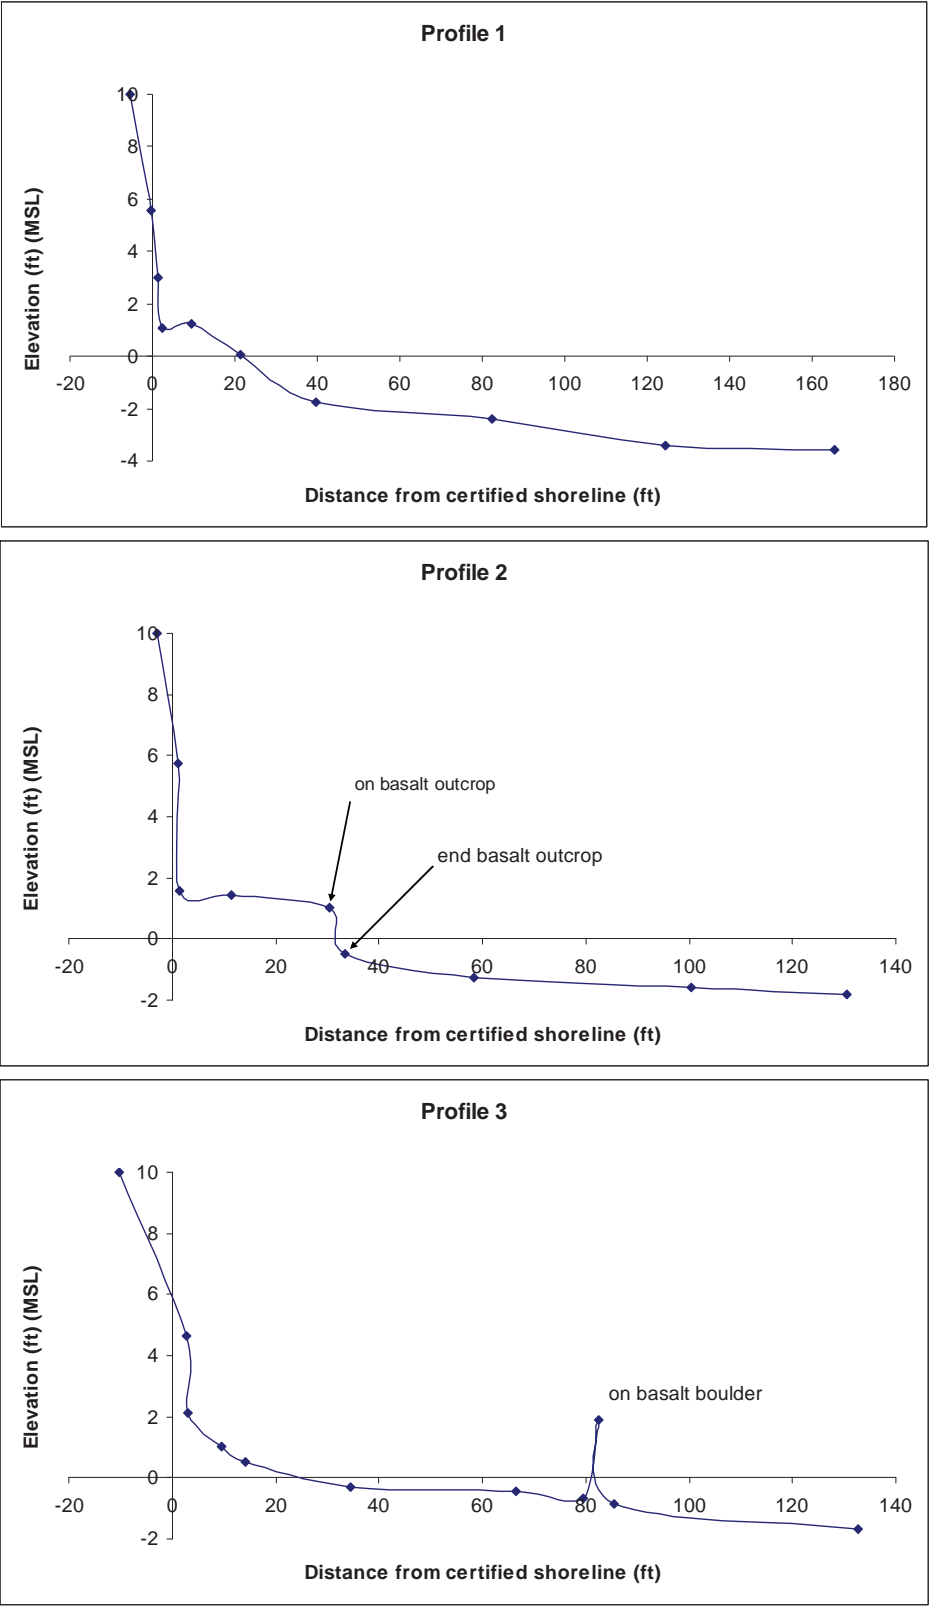 Profile 1
10
8
6
4
2
0
-2
-4
-20 0 20 40 60 80 100 120 140 160 180
Elevation (ft) (MSL)
Distance from certified shoreline (ft)
Profile 2
10
8
6
4
2
0
-2
-20 0 20 40 60 80 100 120 140
on basalt outcrop
end basalt outcrop
Elevation (ft) (MSL)
Distance from certified shoreline (ft)
Profile 3
10
8
6
4
2
0
-2
-20 0 20 40 60 80 100 120 140
on basalt boulder
Elevation (ft) (MSL)
Distance from certified shoreline (ft)